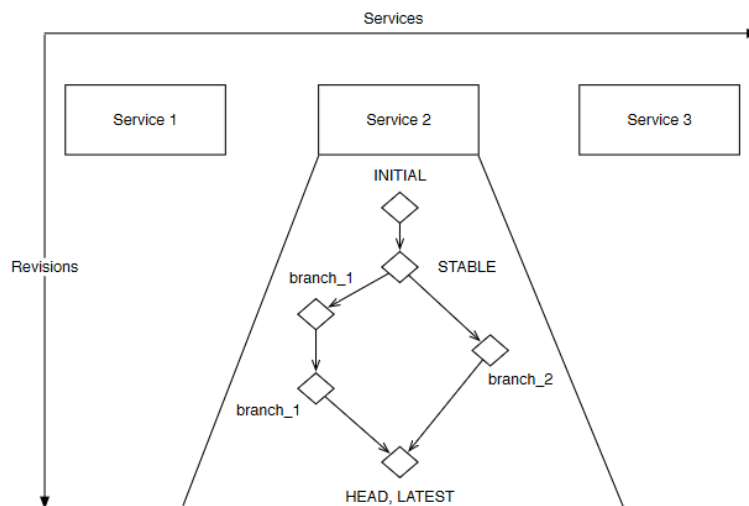 Services
Service 1
Service 2
Service 3
INITIAL
Revisions
STABLE
branch_1
branch_2
branch_1
HEAD, LATEST